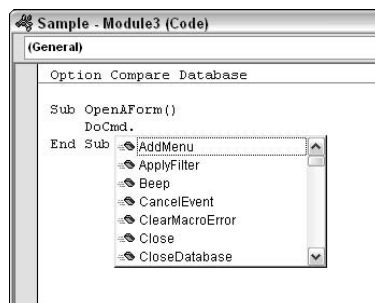 Sample - Module3 (Code)
(General)
Option Compare Database
Sub OpenAForm()
DoCmd.
End Sub
AddMenu
ApplyFilter
Beep
CancelEvent
ClearMacroError
Close
CloseDatabase